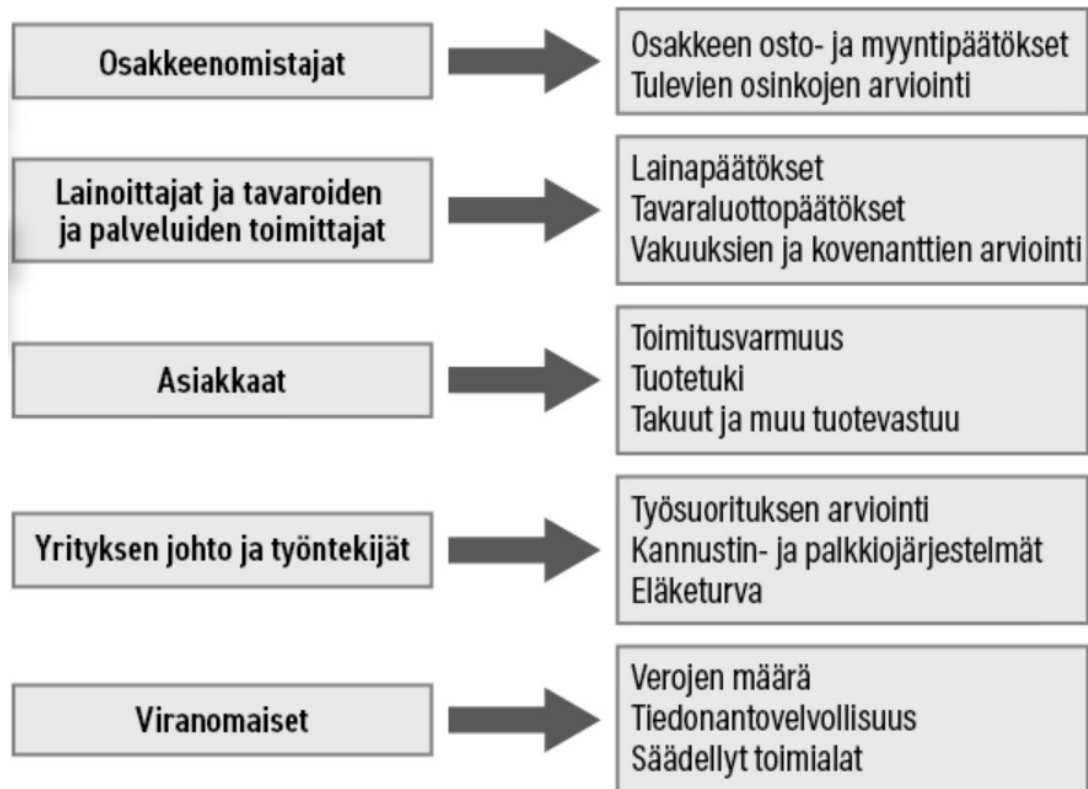 Osakkeenomistajat
Osakkeen osto- ja myyntipäätökset
Tulevien osinkojen arviointi
Lainoittajat ja tavaroiden
ja palveluiden toimittajat
Lainapäätökset
Tavaraluottopäätökset
Vakuuksien ja kovenanttien arviointi
Asiakkaat
Toimitusvarmuus
Tuotetuki
Takuut ja muu tuotevastuu
Yrityksen johto ja työntekijät
Työsuorituksen arviointi
Kannustin- ja palkkiojärjestelmät
Eläketurva
Viranomaiset
Verojen määrä
Tiedonantovelvollisuus
Säädellyt toimialat